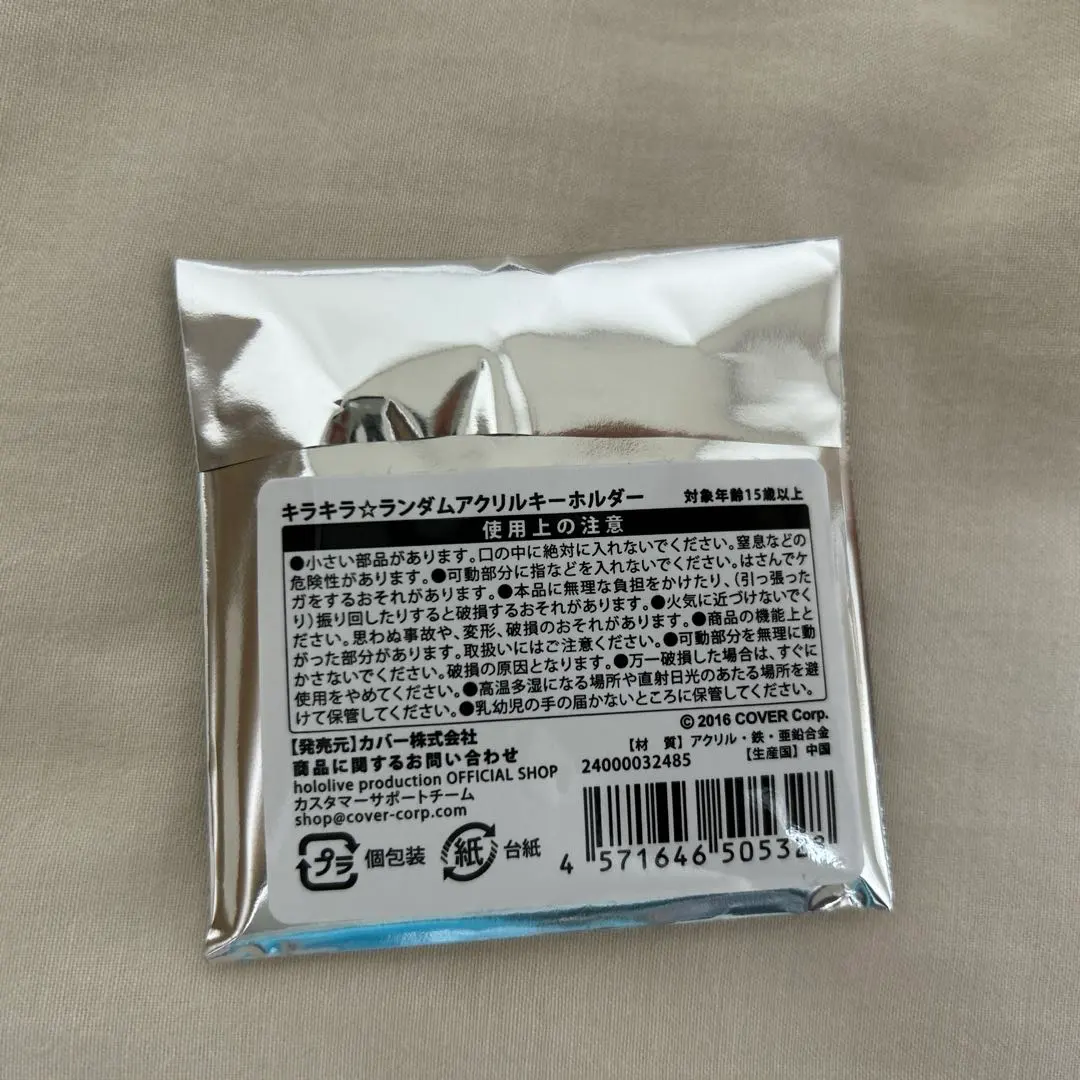 キラキラ☆ランダムアクリルキーホルダー 対象年齢15歳以上
使用上の注意
●小さい部品があります。口の中に絶対に入れないでください。窒息などの
危険性があります。●可動部分に指などを入れないでください。はさんでケ
ガをするおそれがあります。●本品に無理な負担をかけたり、(引っ張った
り)振り回したりすると破損するおそれがあります。●火気に近づけないでく
ださい。思わぬ事故や、変形、破損のおそれがあります。●商品の機能上と
がった部分があります。取扱いにはご注意ください。●可動部分を無理に動
かさないでください。破損の原因となります。●万一破損した場合は、すぐに
使用をやめてください。●高温多湿になる場所や直射日光のあたる場所を避
けて保管してください。●乳幼児の手の届かないところに保管してください。
© 2016 COVER Corp.
【発売元】カバー株式会社
商品に関するお問い合わせ
hololive production OFFICIAL SHOP
カスタマーサポートチーム
shop@cover-corp.com
【材 質】アクリル・鉄・亜鉛合金
24000032485 【生産国】中国
プラ 個包装 紙 台紙
4 571646 505328